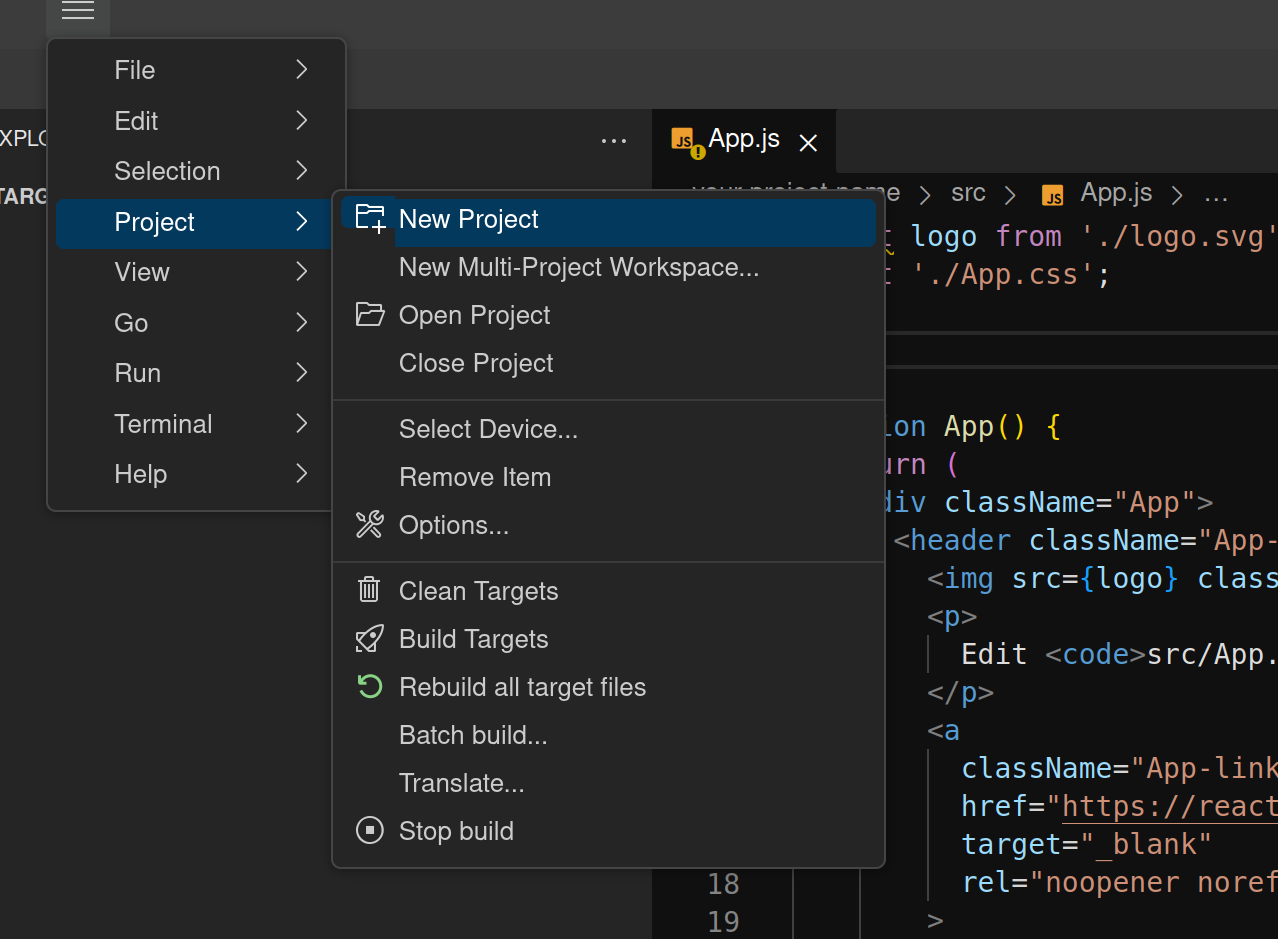 File
Edit
Selection
Project
View
Go
Run
Terminal
Help
XPLO
TARG
New Project
New Multi-Project Workspace...
Open Project
Close Project
Select Device...
Remove Item
Options...
Clean Targets
Build Targets
Rebuild all target files
Batch build...
Translate...
Stop build
JS App.js
your project name > src > JS App.js > ...
t logo from './logo.svg'
t './App.css';
ion App() {
urn (
div className="App">
<header className="App-
<img src={logo} class
<p>
Edit <code>src/App.
</p>
<a
className="App-link
href="https://react
target="_blank"
18 rel="noopener noref
19 >